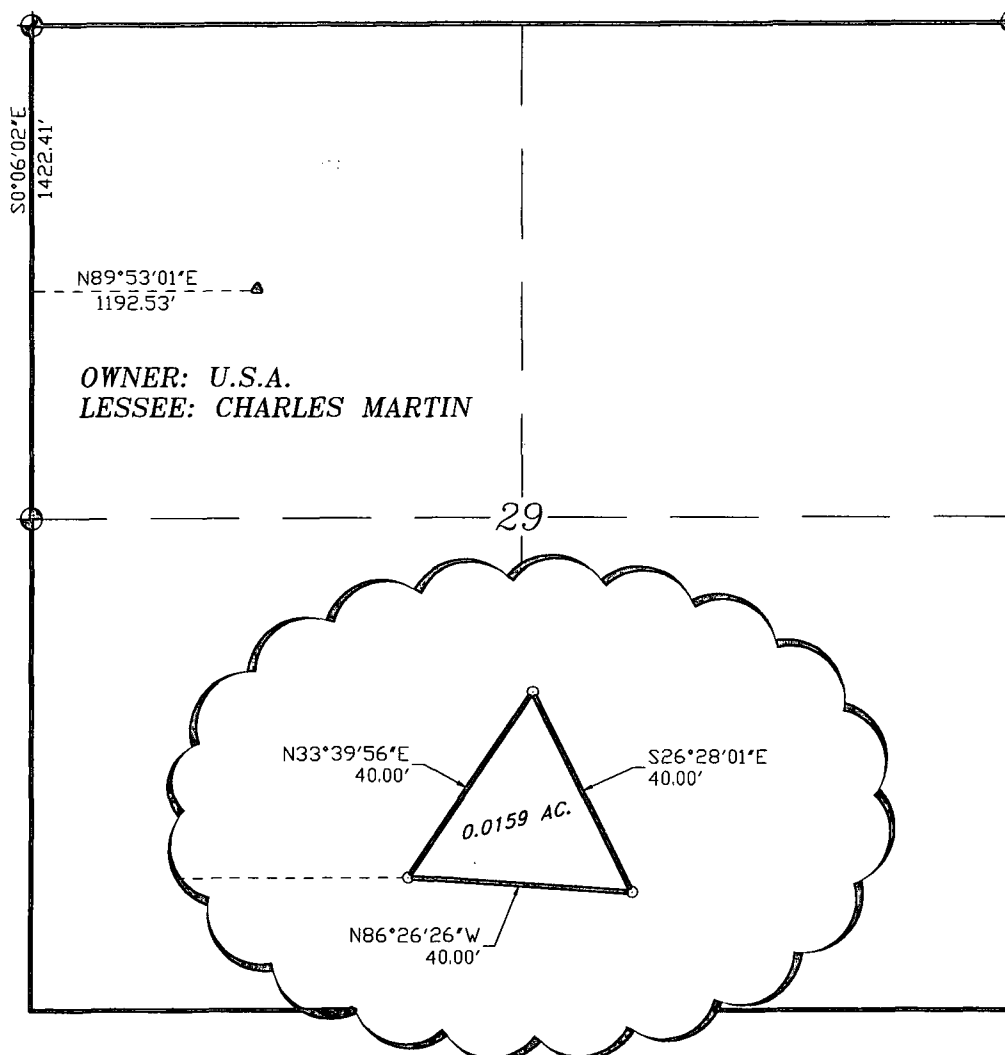 S0°06'02"E
1422.41'
N89°53'01"E
1192.53'
OWNER: U.S.A.
LESSEE: CHARLES MARTIN
29
N33°39'56"E
40.00'
S26°28'01"E
40.00'
0.0159 AC.
N86°26'26"W
40.00'